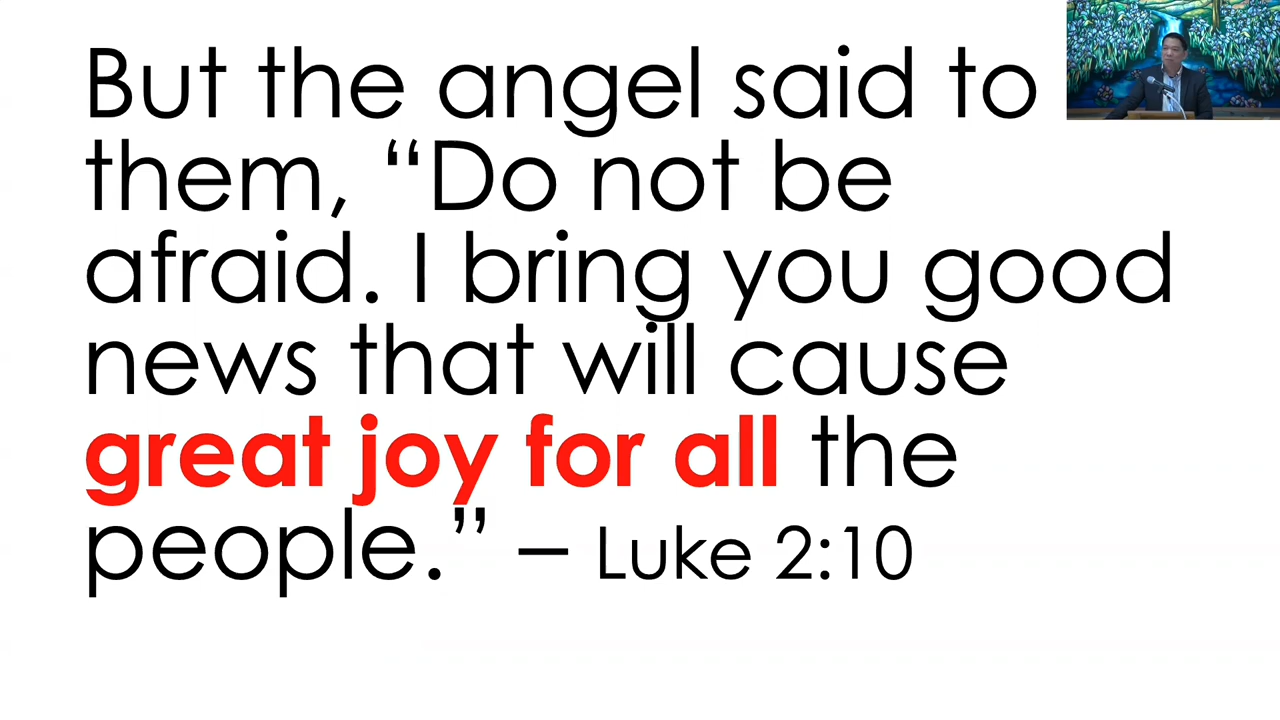 But the angel said to
them, “Do not be
afraid. I bring you good
news that will cause
great joy for all the
people.” – Luke 2:10